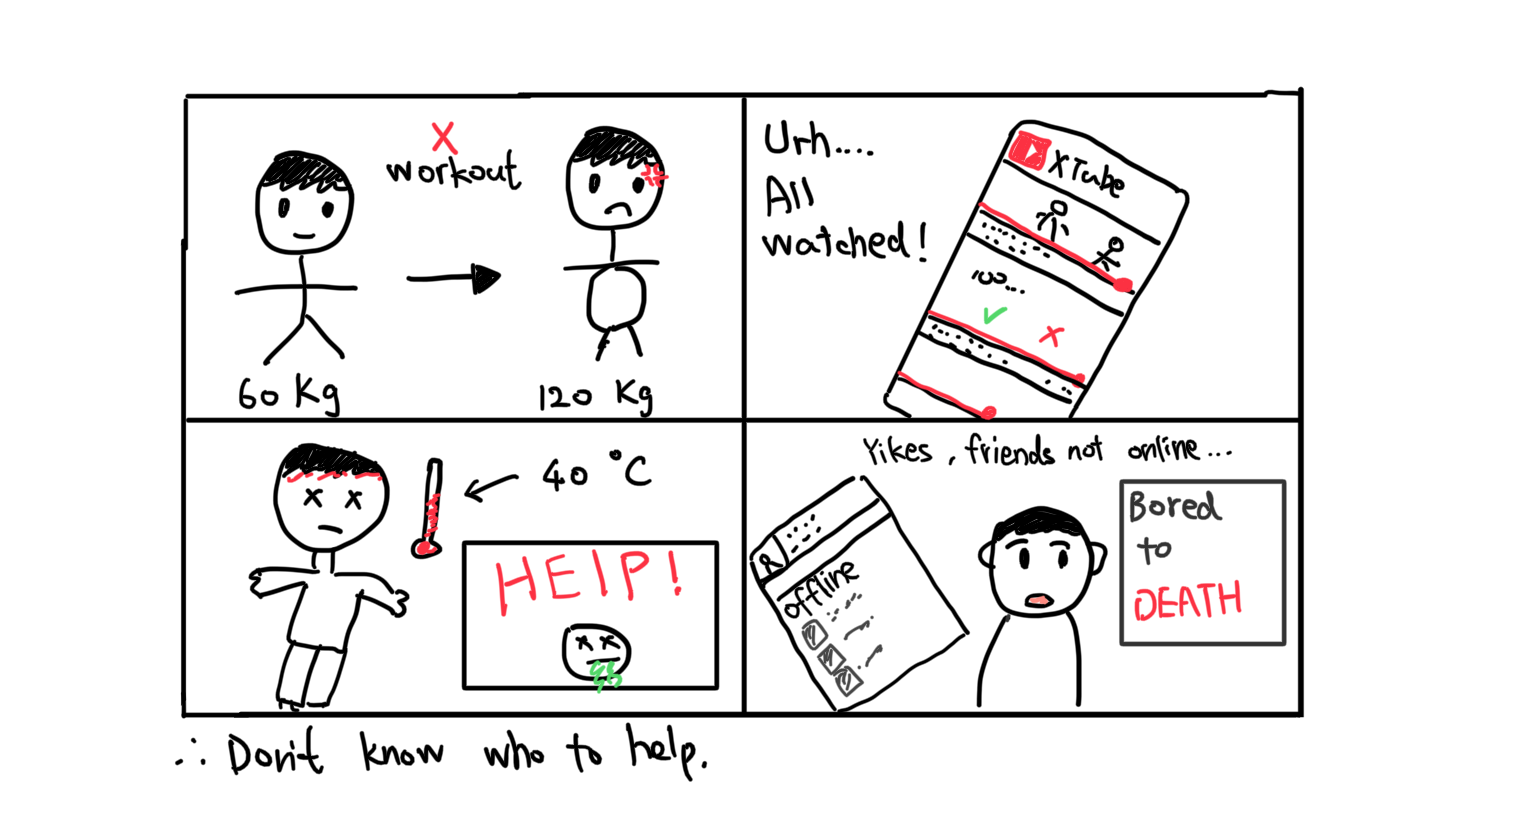 X
workout
60 Kg
120 Kg
Urh....
All
watched!
XTube
100...
40 °C
HELP!
Yikes, friends not online...
offline
Bored
to
DEATH
∴ Don't know who to help.